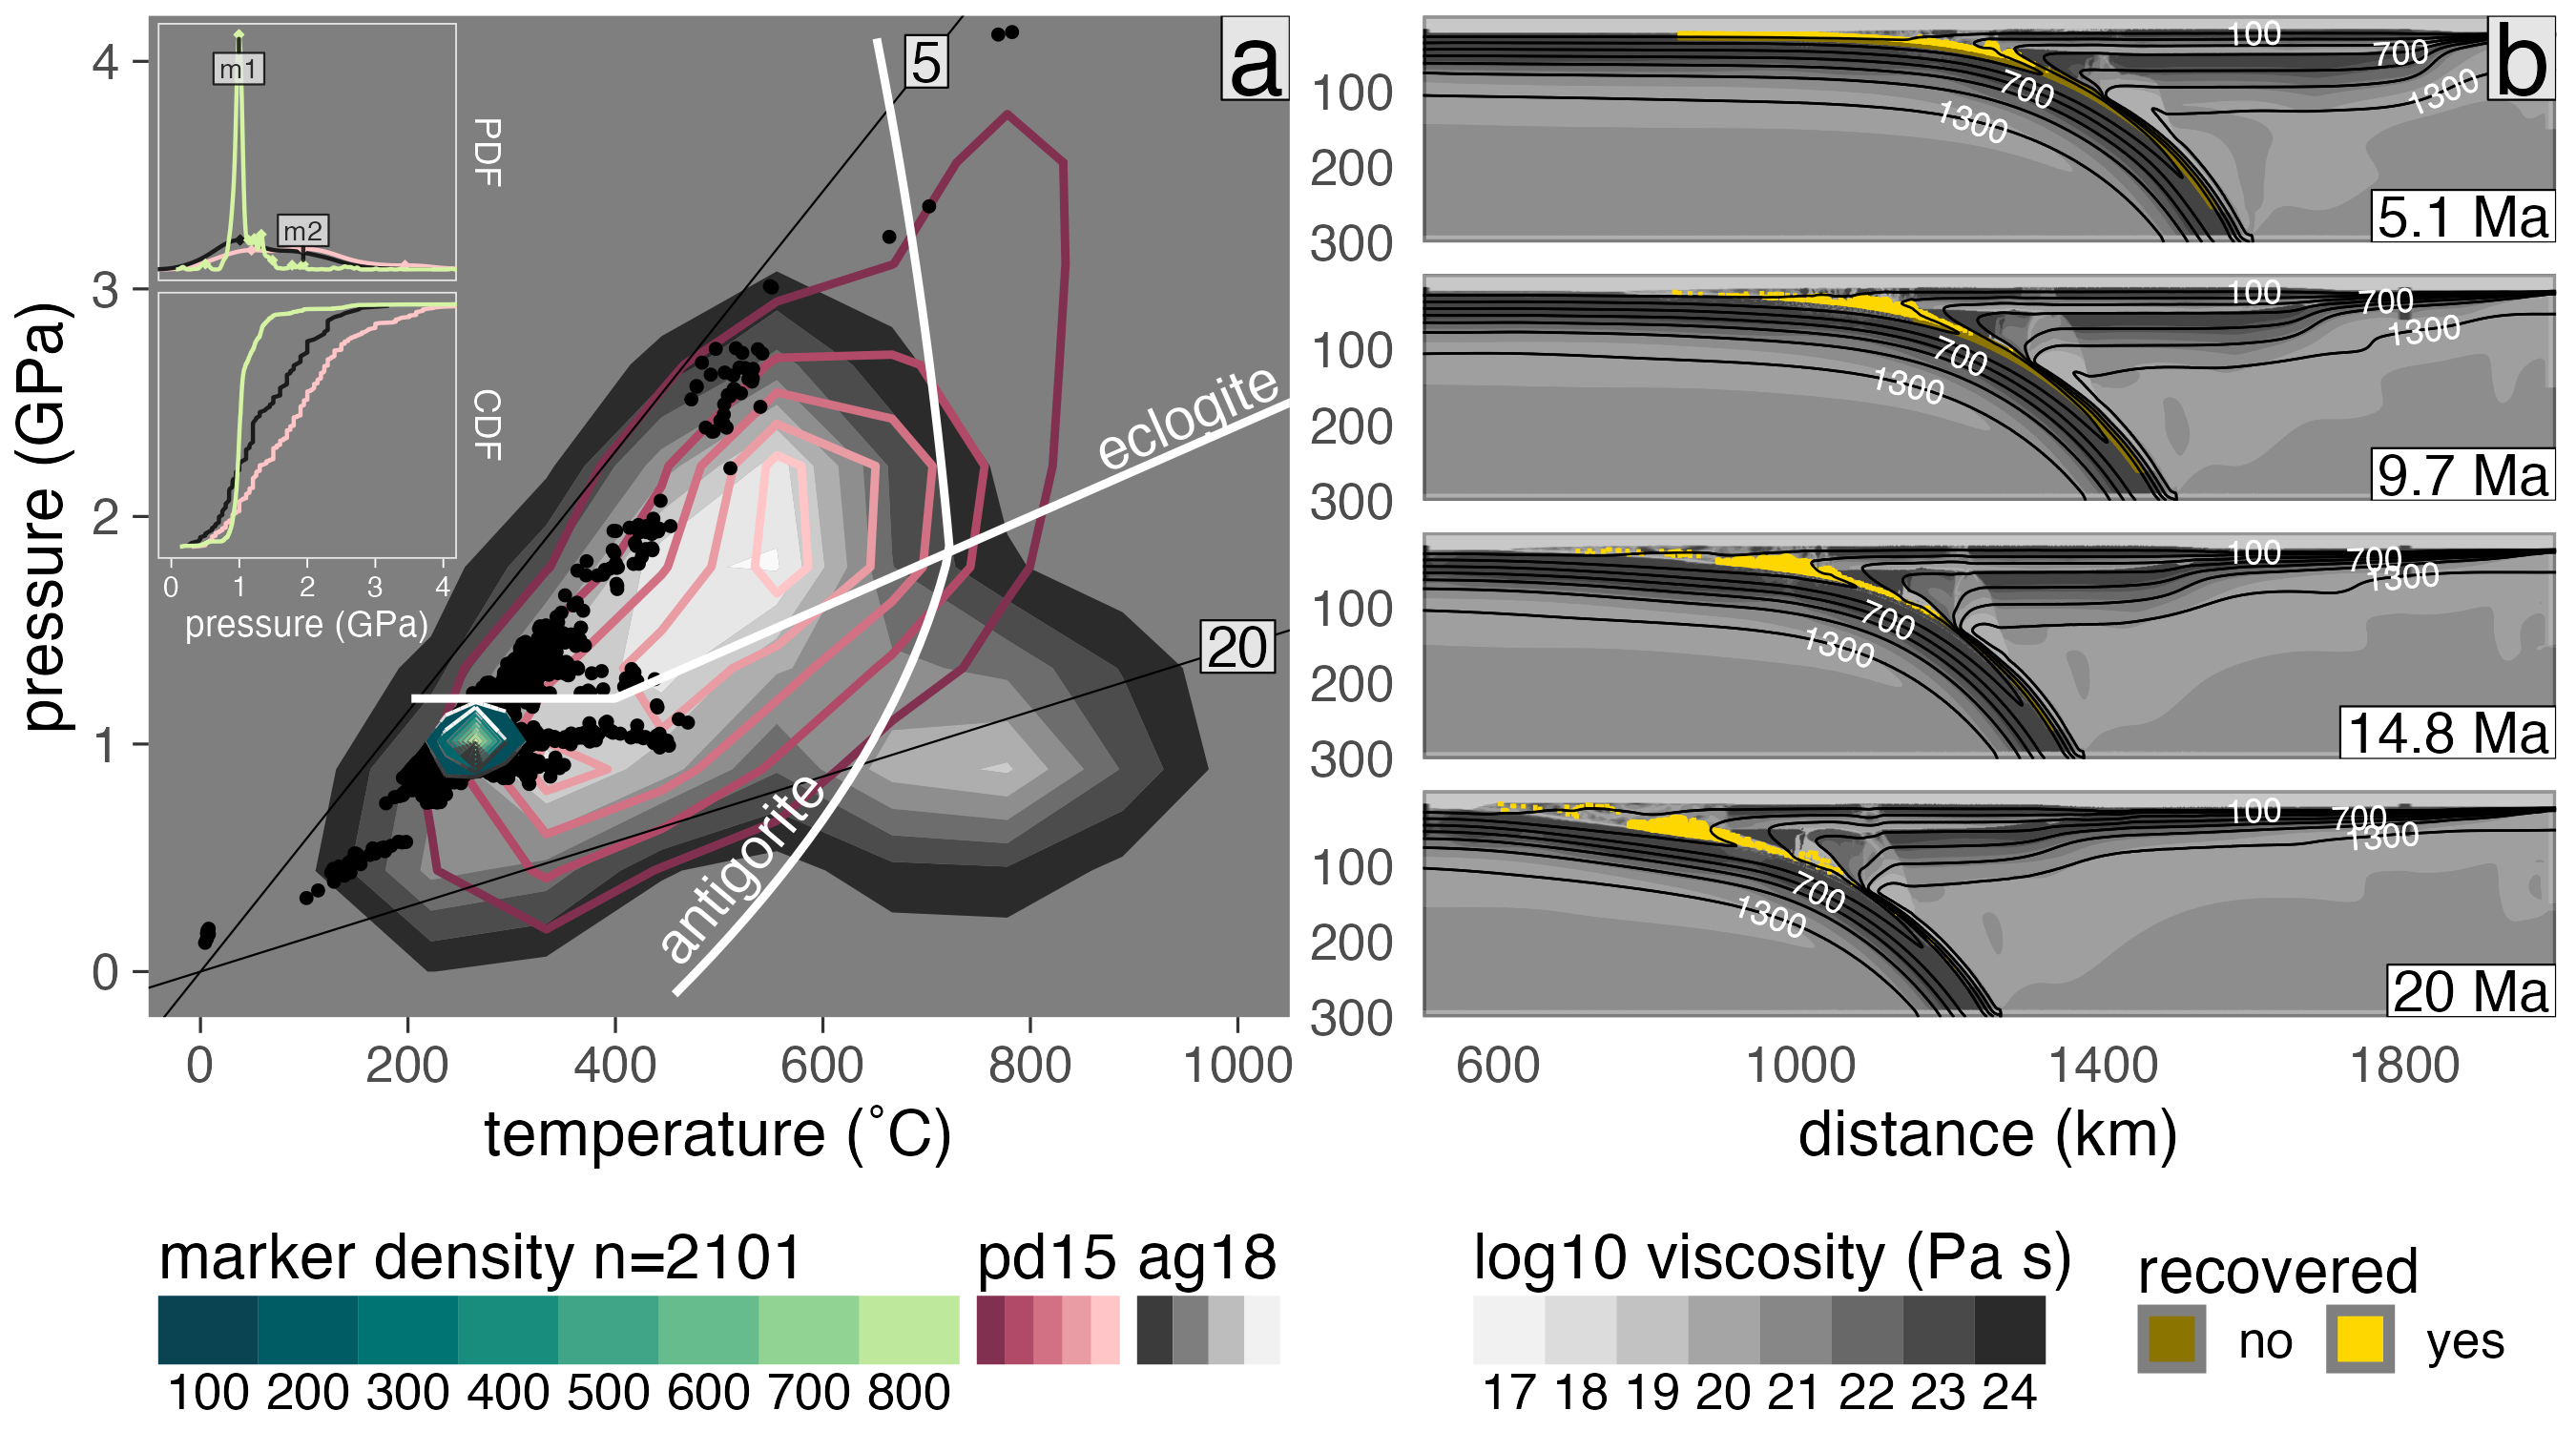 a
5
20
m1
m2
PDF
CDF
0 1 2 3 4
pressure (GPa)
eclogite
antigorite
4
3
2
1
0
pressure (GPa)
0 200 400 600 800 1000
temperature (˚C)
b
100
700
1300
700
1300
5.1 Ma
100
200
300
100
700
1300
700
1300
9.7 Ma
100
200
300
100
700
1300
700
1300
14.8 Ma
100
200
300
100
700
1300
700
1300
20 Ma
100
200
300
600 1000 1400 1800
distance (km)
marker density n=2101
100 200 300 400 500 600 700 800
pd15 ag18
log10 viscosity (Pa s)
17 18 19 20 21 22 23 24
recovered
no yes